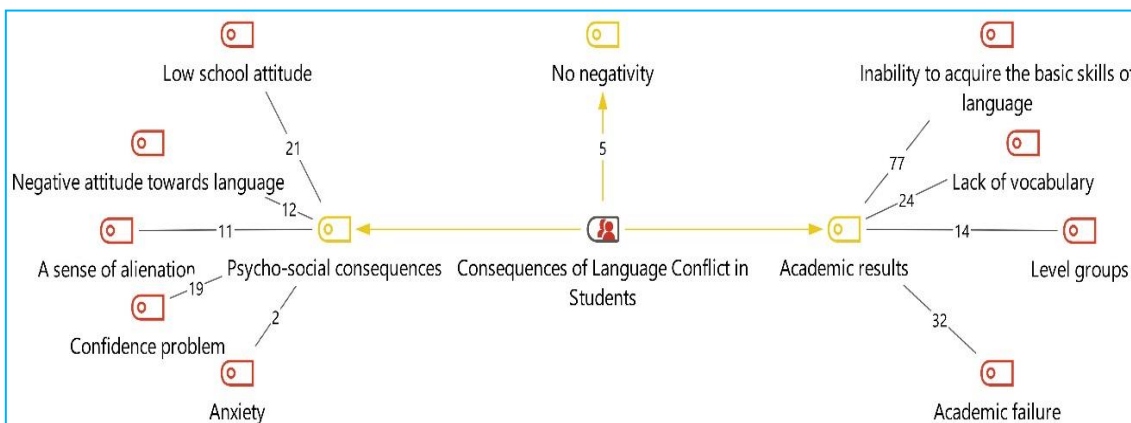 Low school attitude
No negativity
Inability to acquire the basic skills of
language
21
5
77
Negative attitude towards language
Lack of vocabulary
12
24
11
14
A sense of alienation
Psycho-social consequences
Consequences of Language Conflict in
Students
Academic results
Level groups
19
Confidence problem
2
32
Anxiety
Academic failure